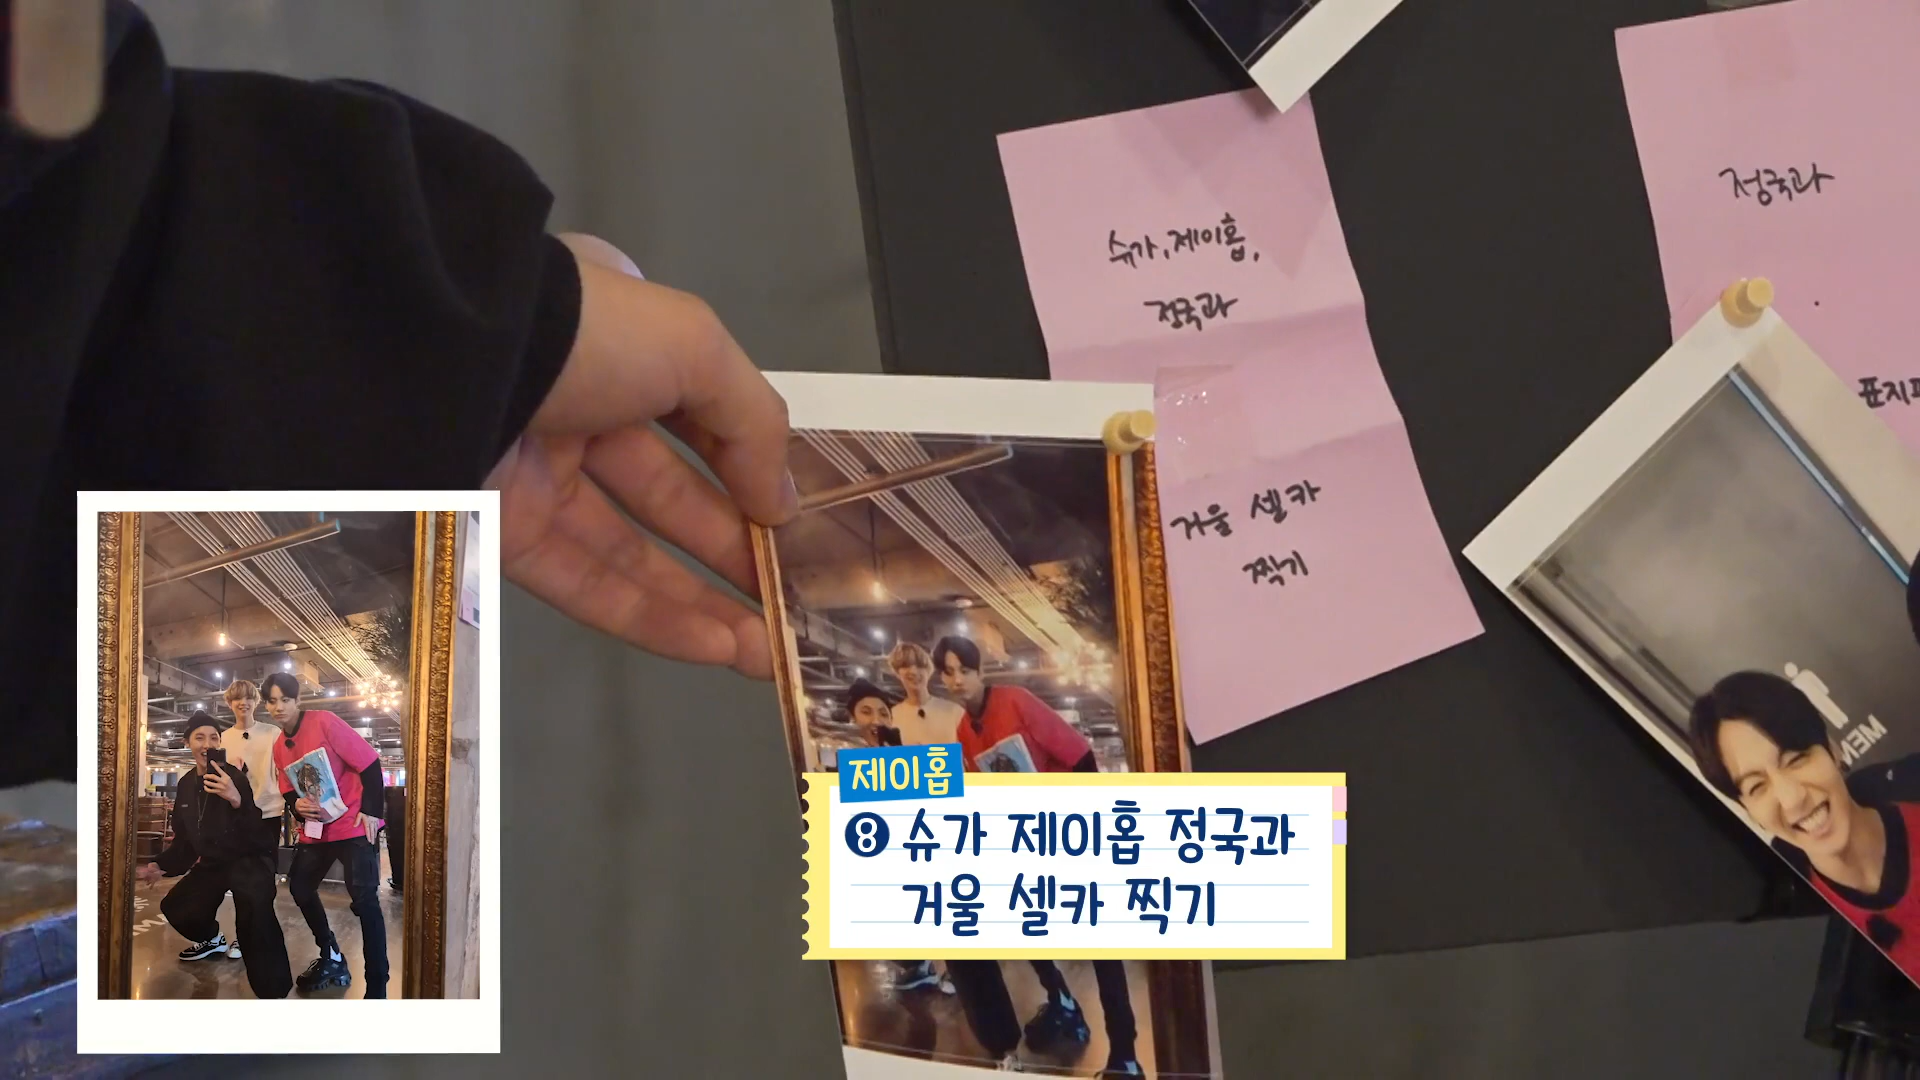 슈가, 제이홉,
정국과
거울 셀카
찍기
정국과
제이홉
8 슈가 제이홉 정국과
거울 셀카 찍기